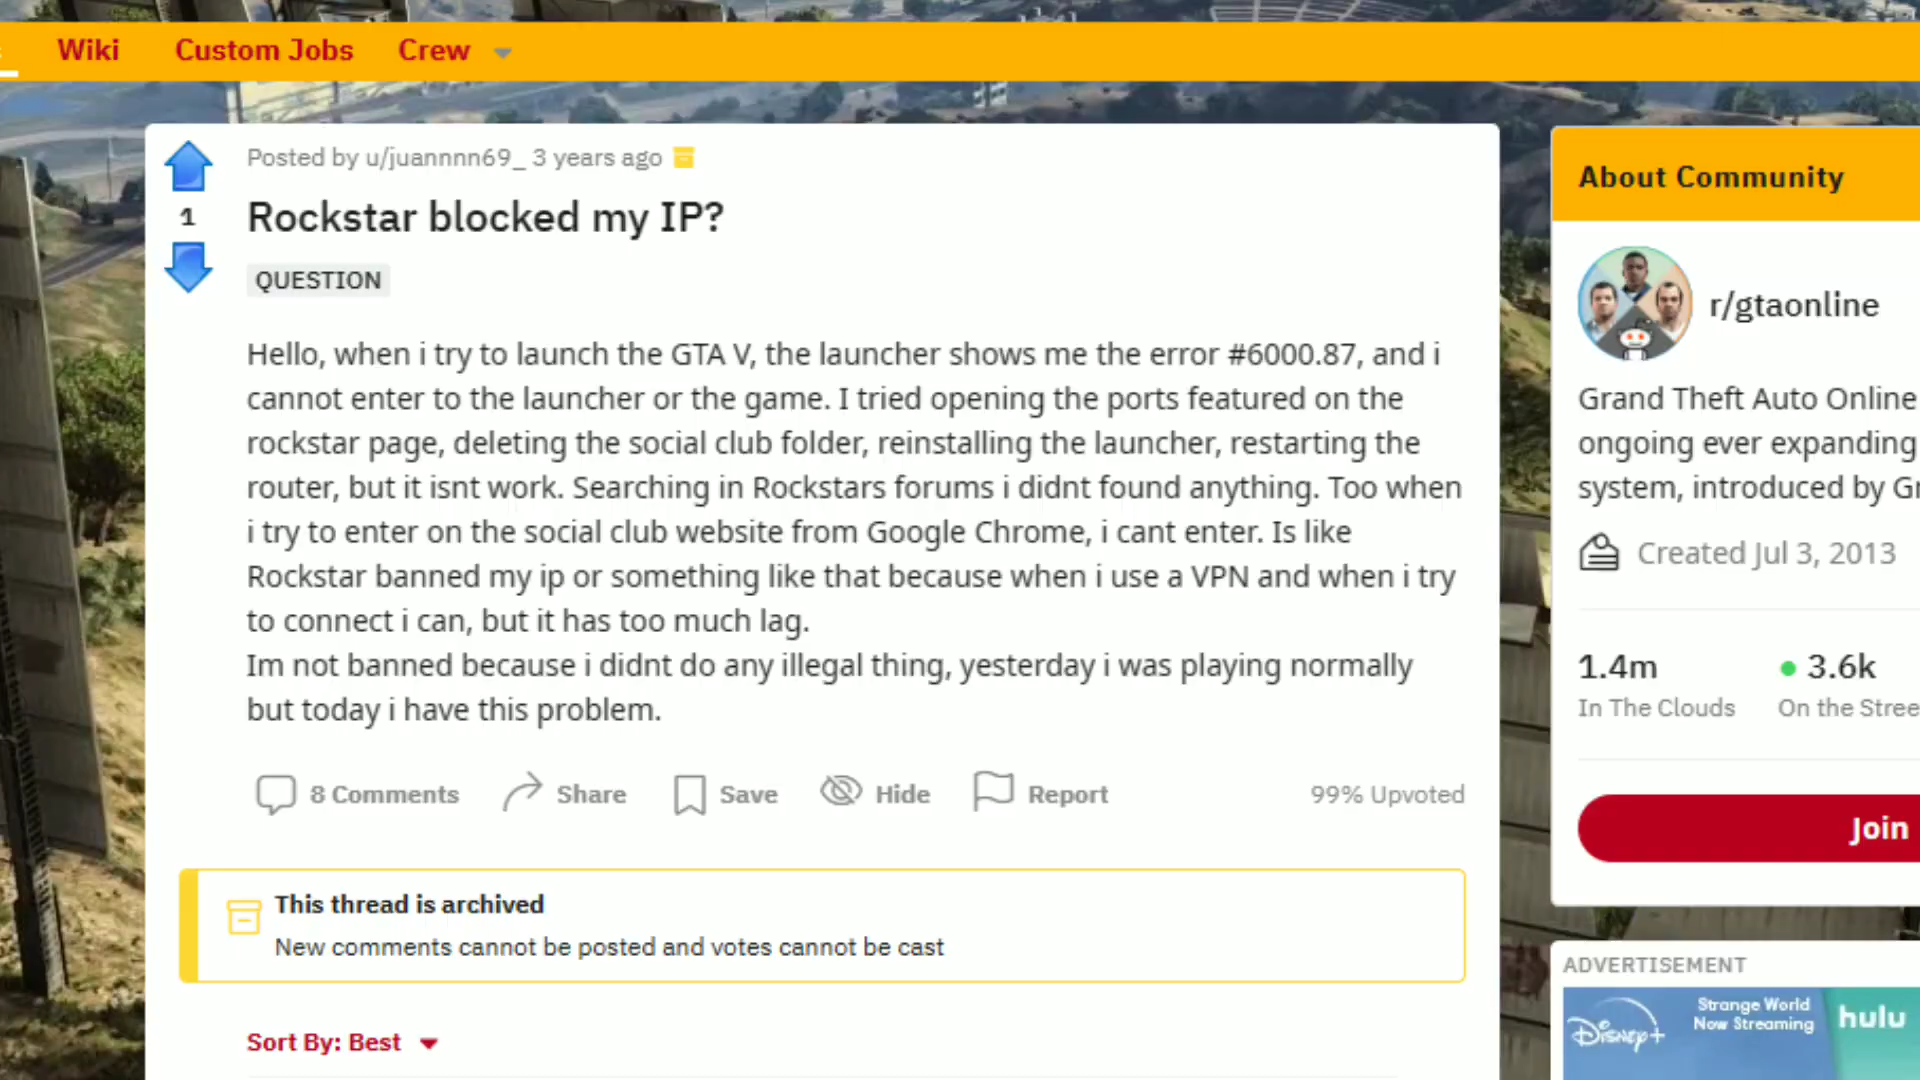 Wiki
Custom Jobs
Crew
Posted by u/juannnn69_ 3 years ago
1
Rockstar blocked my IP?
QUESTION
Hello, when i try to launch the GTA V, the launcher shows me the error #6000.87, and i
cannot enter to the launcher or the game. I tried opening the ports featured on the
rockstar page, deleting the social club folder, reinstalling the launcher, restarting the
router, but it isnt work. Searching in Rockstars forums i didnt found anything. Too when
i try to enter on the social club website from Google Chrome, i cant enter. Is like
Rockstar banned my ip or something like that because when i use a VPN and when i try
to connect i can, but it has too much lag.
Im not banned because i didnt do any illegal thing, yesterday i was playing normally
but today i have this problem.
8 Comments
Share
Save
Hide
Report
99% Upvoted
This thread is archived
New comments cannot be posted and votes cannot be cast
Sort By: Best
About Community
r/gtaonline
Grand Theft Auto Online
ongoing ever expanding
system, introduced by Gr
Created Jul 3, 2013
1.4m
In The Clouds
3.6k
On the Stree
Join
ADVERTISEMENT
Disney+
Strange World
Now Streaming
hulu